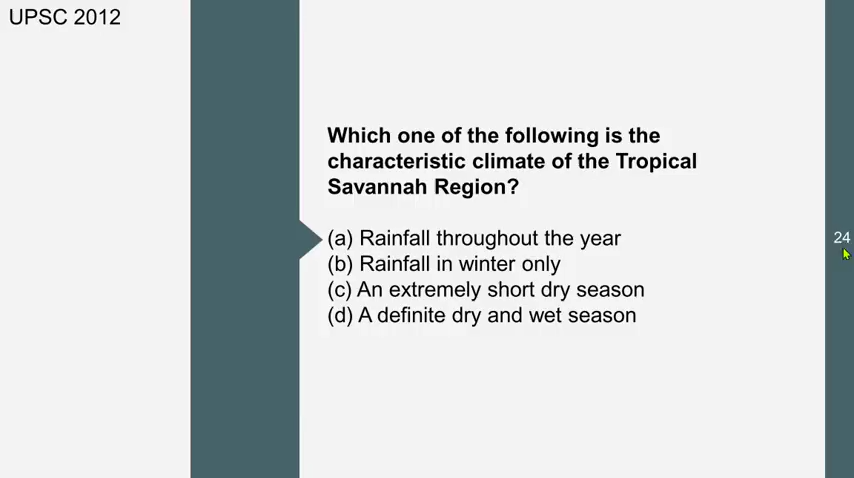 UPSC 2012
Which one of the following is the
characteristic climate of the Tropical
Savannah Region?
(a) Rainfall throughout the year
(b) Rainfall in winter only
(c) An extremely short dry season
(d) A definite dry and wet season
24